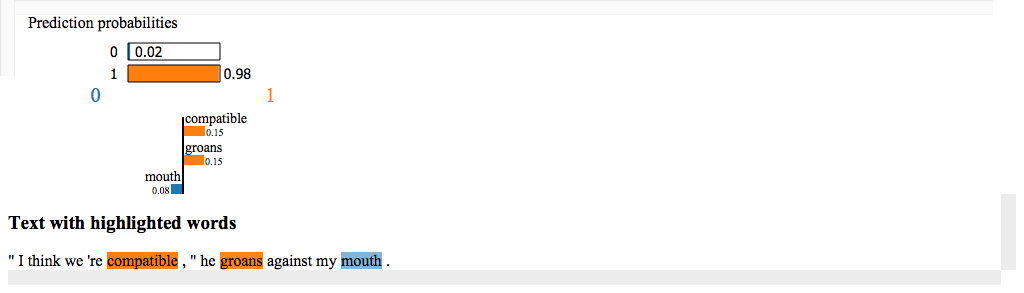 Prediction probabilities
0 0.02
1 0.98
0 1
compatible
0.15
groans
0.15
mouth
0.08
Text with highlighted words
" I think we 're compatible , " he groans against my mouth .